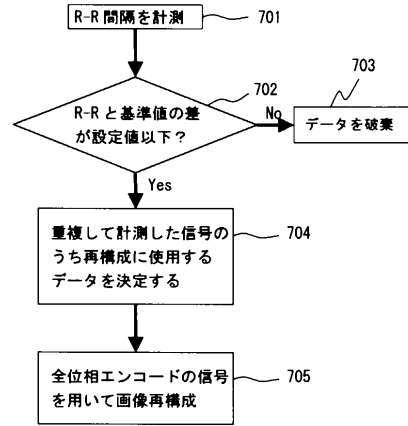 R-R 間隔を計測
701
702
703
R-R と基準値の差
が設定値以下？
No
データを破棄
Yes
重複して計測した信号の
うち再構成に使用する
データを決定する
704
全位相エンコードの信号
を用いて画像再構成
705